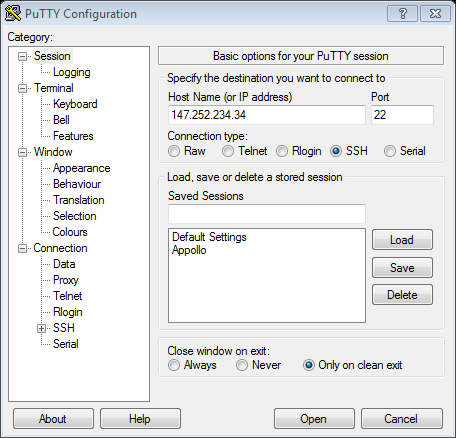 PuTTY Configuration
Category:
Session
Logging
Terminal
Keyboard
Bell
Features
Window
Appearance
Behaviour
Translation
Selection
Colours
Connection
Data
Proxy
Telnet
Rlogin
SSH
Serial
Basic options for your PuTTY session
Specify the destination you want to connect to
Host Name (or IP address) Port
147.252.234.34 22
Connection type:
Raw Telnet Rlogin SSH Serial
Load, save or delete a stored session
Saved Sessions
Default Settings
Appollo
Load
Save
Delete
Close window on exit:
Always Never Only on clean exit
About Help Open Cancel